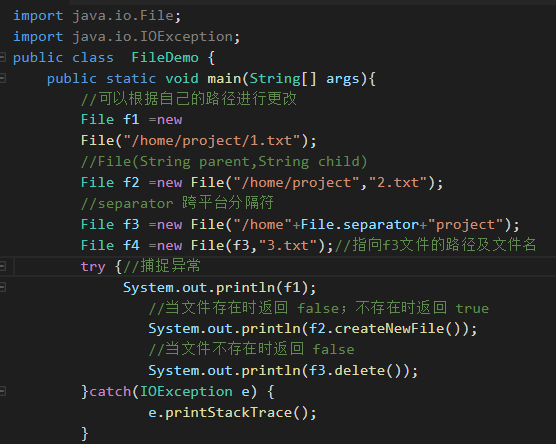 import java.io.File;
import java.io.IOException;
public class  FileDemo {
public static void main(String[] args){
//可以根据自己的路径进行更改
File f1 =new
File("/home/project/1.txt");
//File(String parent,String child)
File f2 =new File("/home/project","2.txt");
//separator 跨平台分隔符
File f3 =new File("/home"+File.separator+"project");
File f4 =new File(f3,"3.txt");//指向f3文件的路径及文件名
try {//捕捉异常
System.out.println(f1);
//当文件存在时返回 false；不存在时返回 true
System.out.println(f2.createNewFile());
//当文件不存在时返回 false
System.out.println(f3.delete());
}catch(IOException e) {
e.printStackTrace();
}